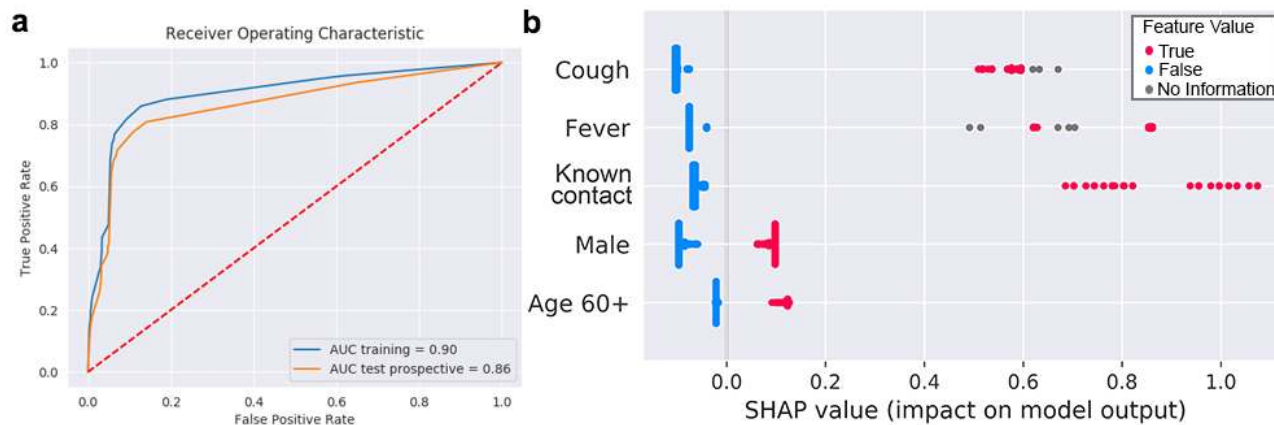 a
Receiver Operating Characteristic
True Positive Rate
1.0
0.8
0.6
0.4
0.2
0.0
AUC training = 0.90
AUC test prospective = 0.86
0.0 0.2 0.4 0.6 0.8 1.0
False Positive Rate
b
Feature Value
True
False
No Information
Cough
Fever
Known
contact
Male
Age 60+
0.0 0.2 0.4 0.6 0.8 1.0
SHAP value (impact on model output)